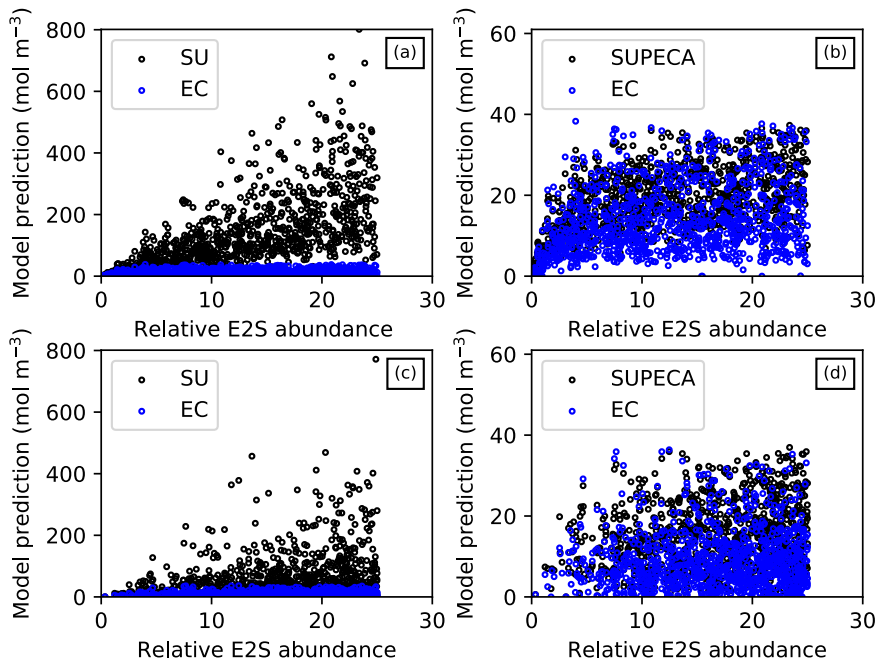 800
600
400
200
0
0
10
20
30
Model prediction (mol m⁻³)
Relative E2S abundance
SU
EC
(a)
60
40
20
0
0
10
20
30
Model prediction (mol m⁻³)
Relative E2S abundance
SUPECA
EC
(b)
800
600
400
200
0
0
10
20
30
Model prediction (mol m⁻³)
Relative E2S abundance
SU
EC
(c)
60
40
20
0
0
10
20
30
Model prediction (mol m⁻³)
Relative E2S abundance
SUPECA
EC
(d)